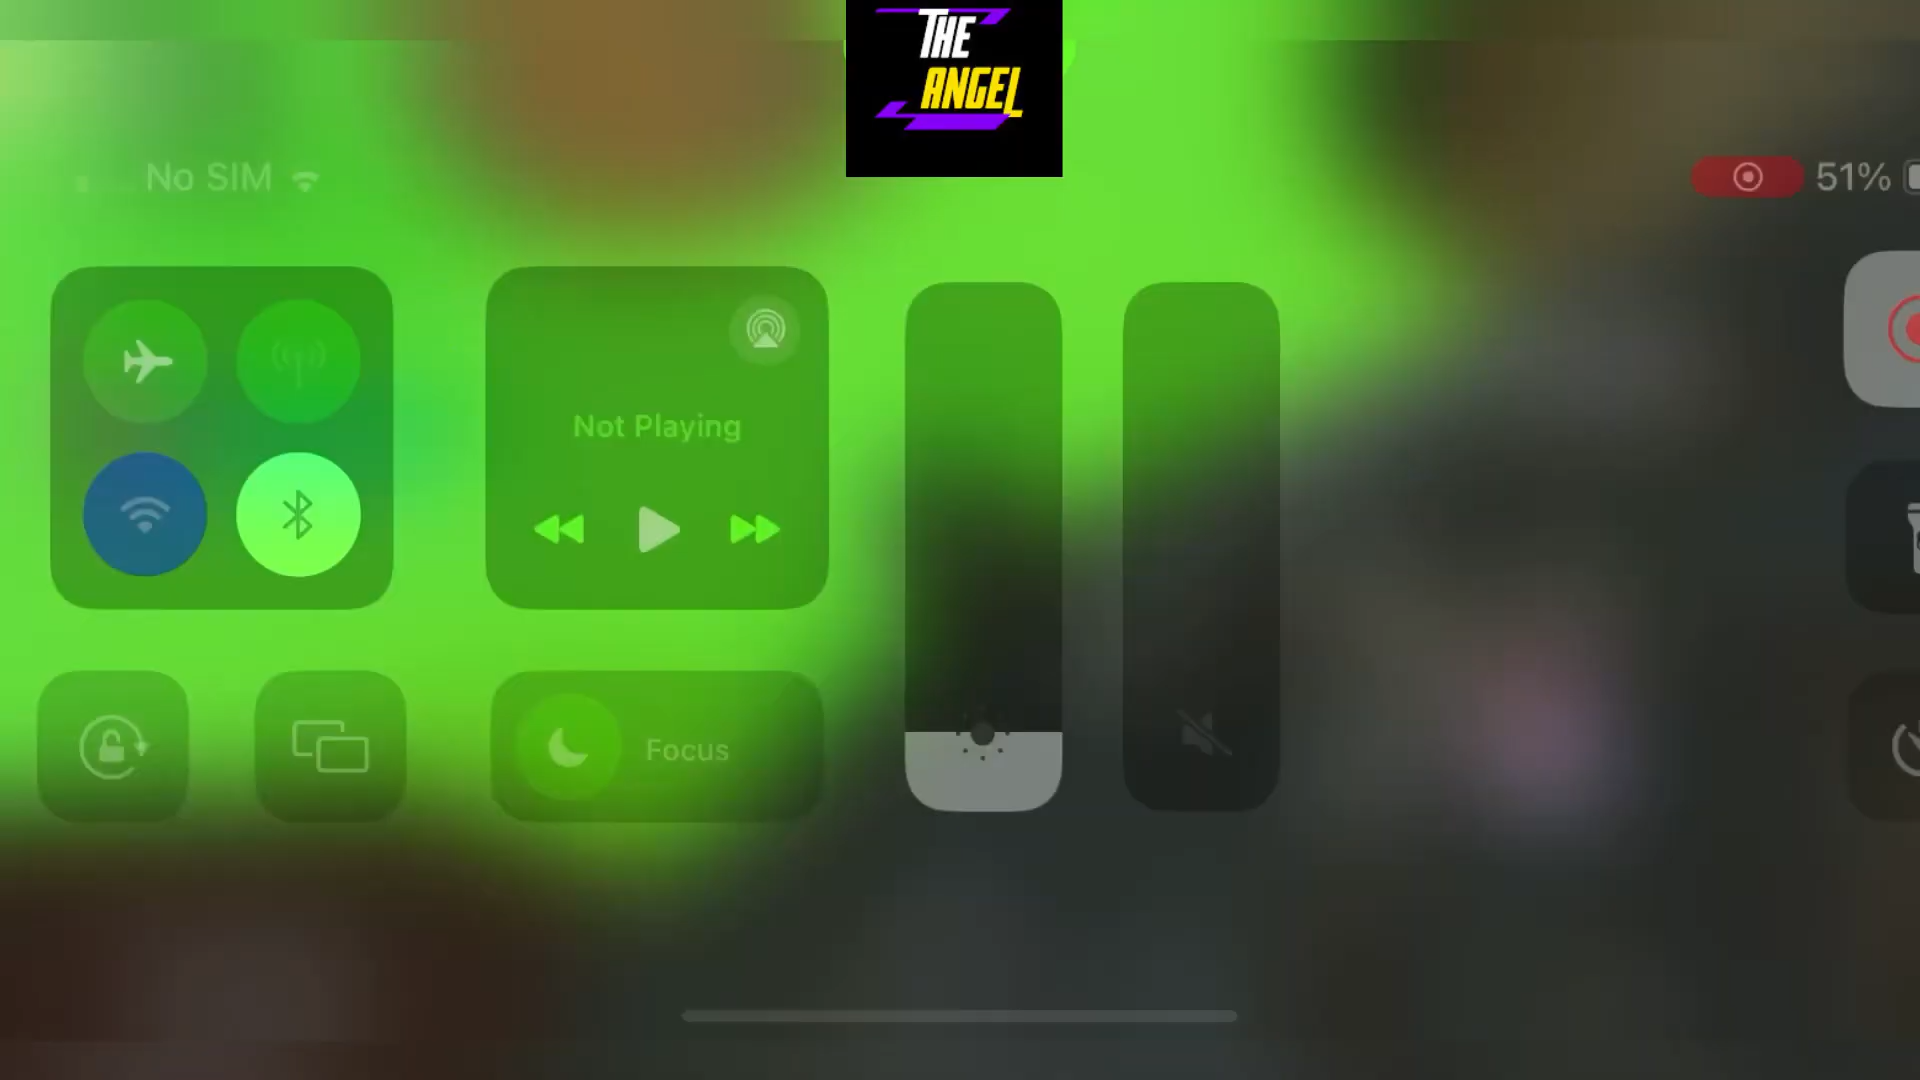 THE
ANGEL
No SIM
51%
Not Playing
Focus